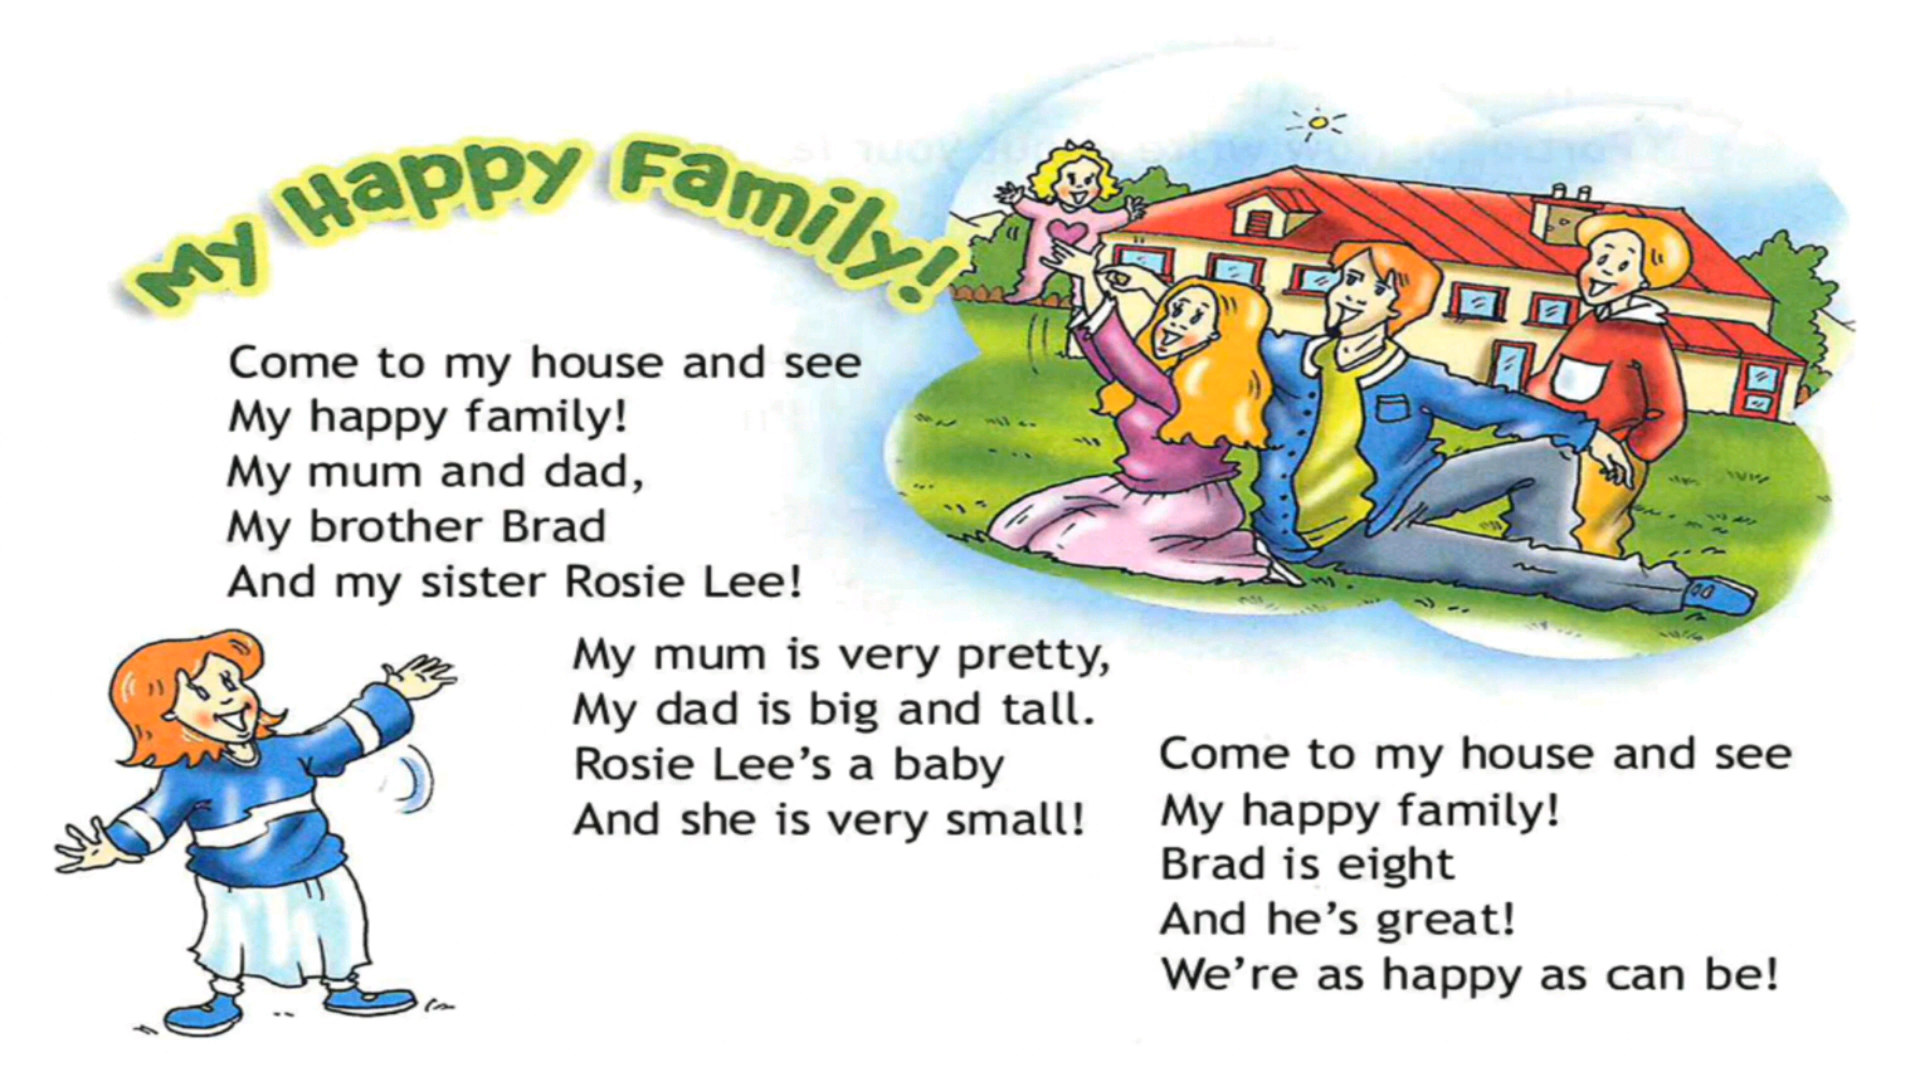 My Happy Family!
Come to my house and see
My happy family!
My mum and dad,
My brother Brad
And my sister Rosie Lee!
My mum is very pretty,
My dad is big and tall.
Rosie Lee's a baby
And she is very small!
Come to my house and see
My happy family!
Brad is eight
And he's great!
We're as happy as can be!